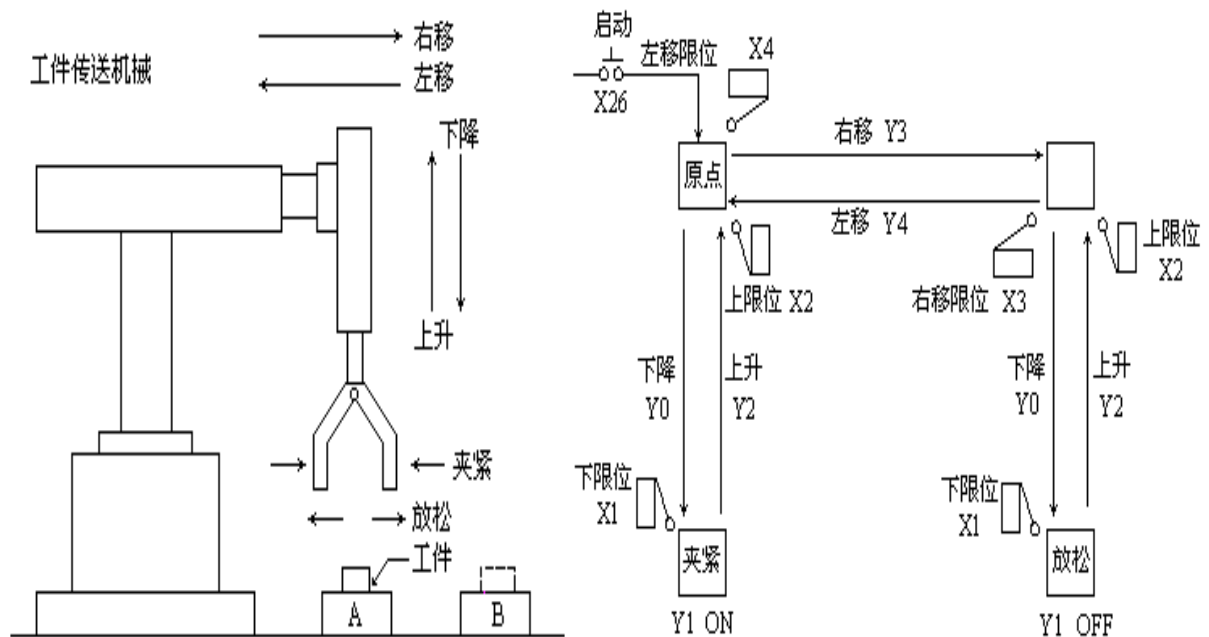 工件传送机械
右移
左移
下降
上升
夹紧
放松
工件
A
B
启动
X26
左移限位
X4
原点
右移 Y3
左移 Y4
上限位 X2
右移限位 X3
上限位
X2
下降
Y0
上升
Y2
下降
Y0
上升
Y2
下限位
X1
下限位
X1
夹紧
放松
Y1 ON
Y1 OFF